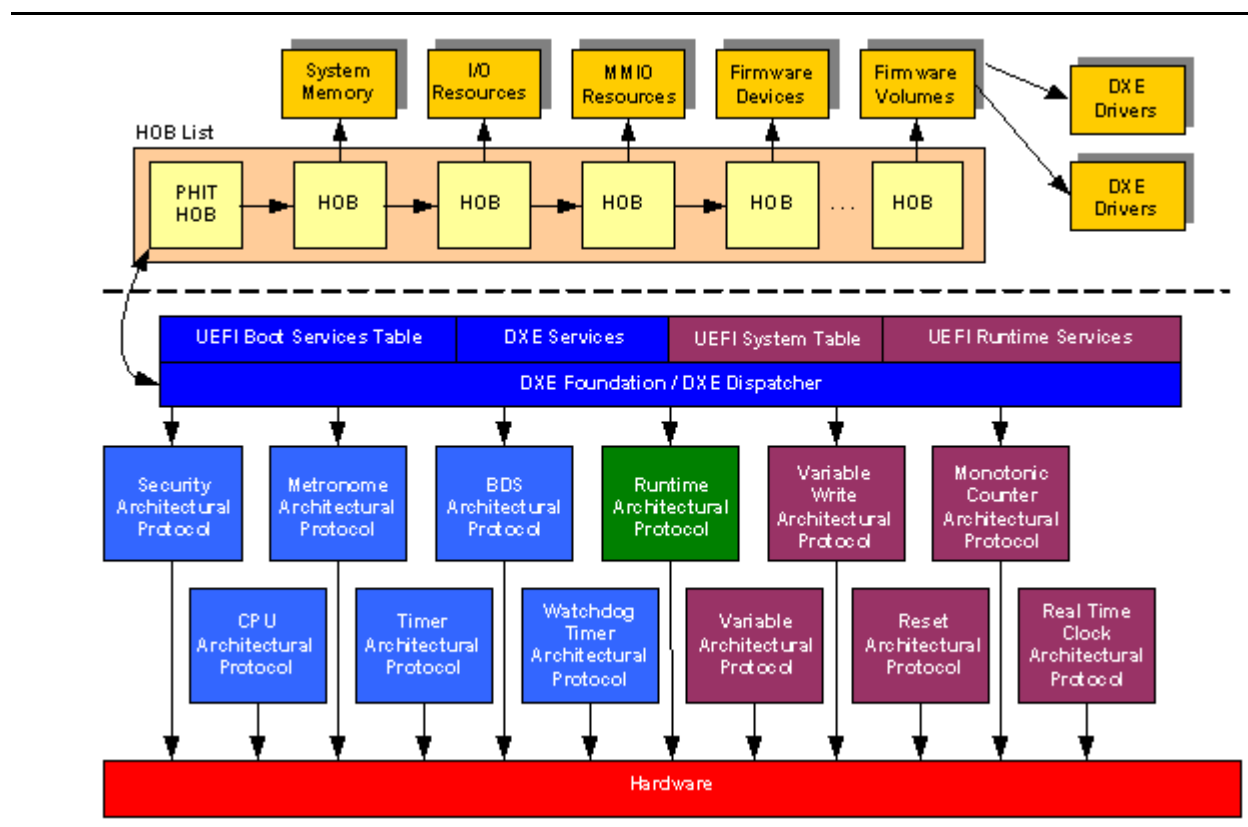 System
Memory
I/O
Resources
MMIO
Resources
Firmware
Devices
Firmware
Volumes
DXE
Drivers
HOB List
PHIT
HOB
HOB
HOB
HOB
HOB
...
HOB
DXE
Drivers
UEFI Boot Services Table
DXE Services
UEFI System Table
UEFI Runtime Services
DXE Foundation / DXE Dispatcher
Security
Architectural
Protocol
Metronome
Architectural
Protocol
BDS
Architectural
Protocol
Runtime
Architectural
Protocol
Variable
Write
Architectural
Protocol
Monotonic
Counter
Architectural
Protocol
CPU
Architectural
Protocol
Timer
Architectural
Protocol
Watchdog
Timer
Architectural
Protocol
Variable
Architectural
Protocol
Reset
Architectural
Protocol
Real Time
Clock
Architectural
Protocol
Hardware